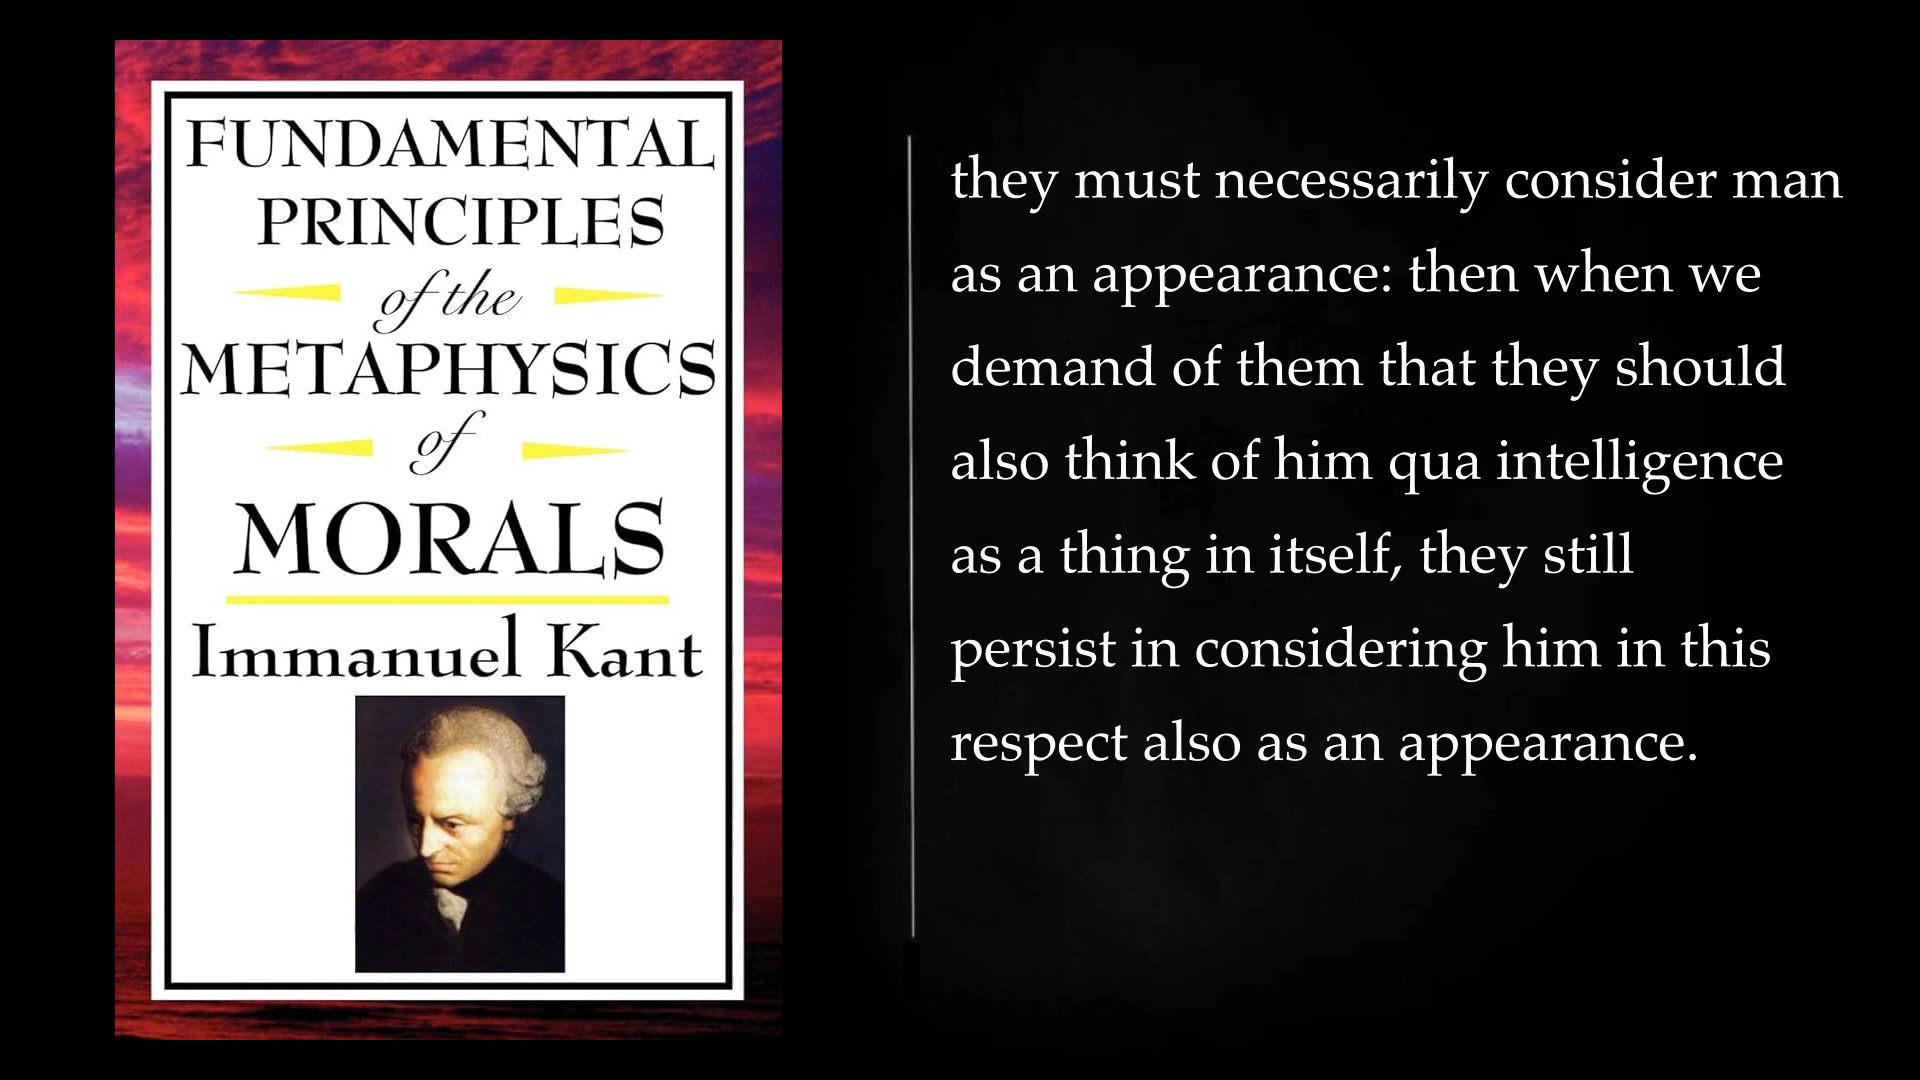 FUNDAMENTAL
PRINCIPLES
of the
METAPHYSICS
of
MORALS
Immanuel Kant
they must necessarily consider man
as an appearance: then when we
demand of them that they should
also think of him qua intelligence
as a thing in itself, they still
persist in considering him in this
respect also as an appearance.